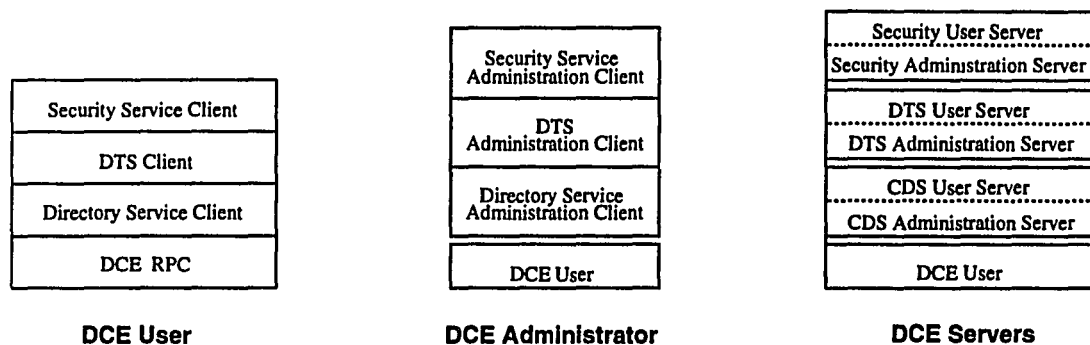 Security Service Client
DTS Client
Directory Service Client
DCE RPC
DCE User
Security Service
Administration Client
DTS
Administration Client
Directory Service
Administration Client
DCE User
DCE Administrator
Security User Server
Security Administration Server
DTS User Server
DTS Administration Server
CDS User Server
CDS Administration Server
DCE User
DCE Servers